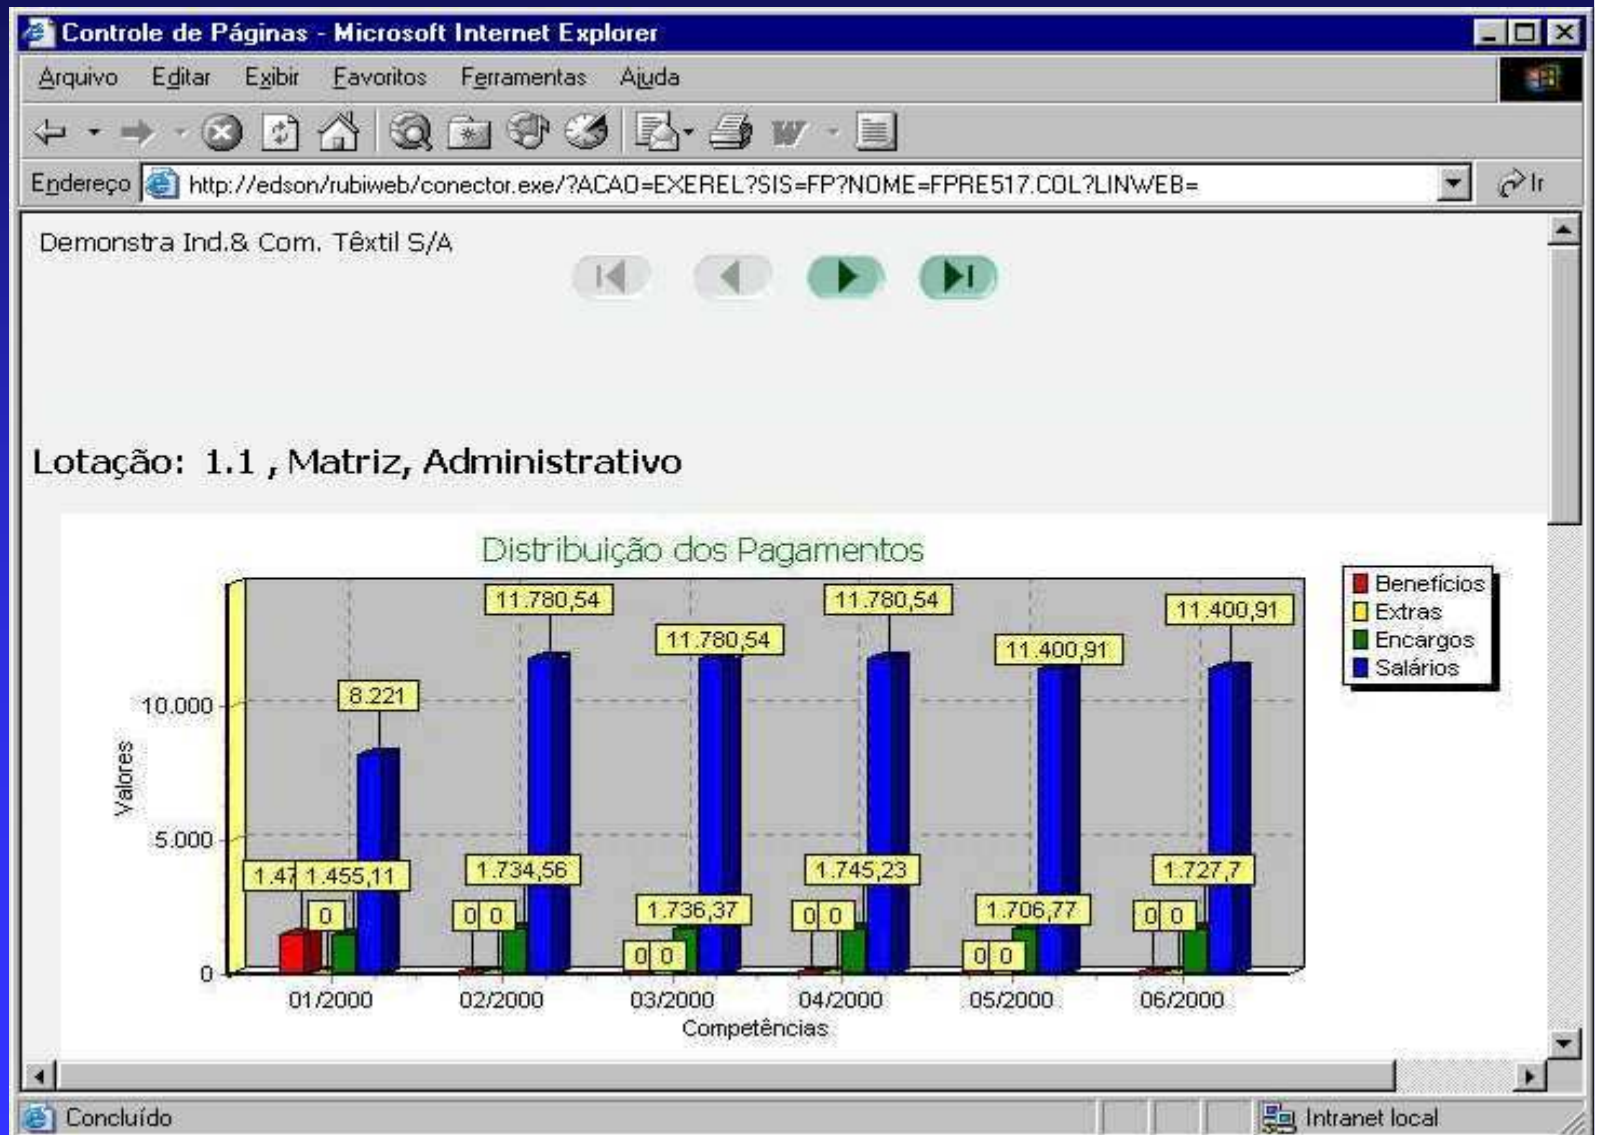 Controle de Páginas - Microsoft Internet Explorer
Arquivo Editar Exibir Favoritos Ferramentas Ajuda
Endereço http://edson/rubiweb/conector.exe/?ACAO=EXEREL?SIS=FP?NOME=FPRE517.COL?LINWEB= Ir
Demonstra Ind.& Com. Têxtil S/A
Lotação: 1.1 , Matriz, Administrativo
Distribuição dos Pagamentos
Benefícios
Extras
Encargos
Salários
11.780,54 11.780,54 11.400,91
11.780,54 11.400,91
8.221
10.000
Valores
5.000
1.455,11 1.734,56 1.745,23 1.727,7
0 0 0 1.736,37 0 0 1.706,77 0 0
0 0 0 0
0
01/2000 02/2000 03/2000 04/2000 05/2000 06/2000
Competências
Concluído Intranet local